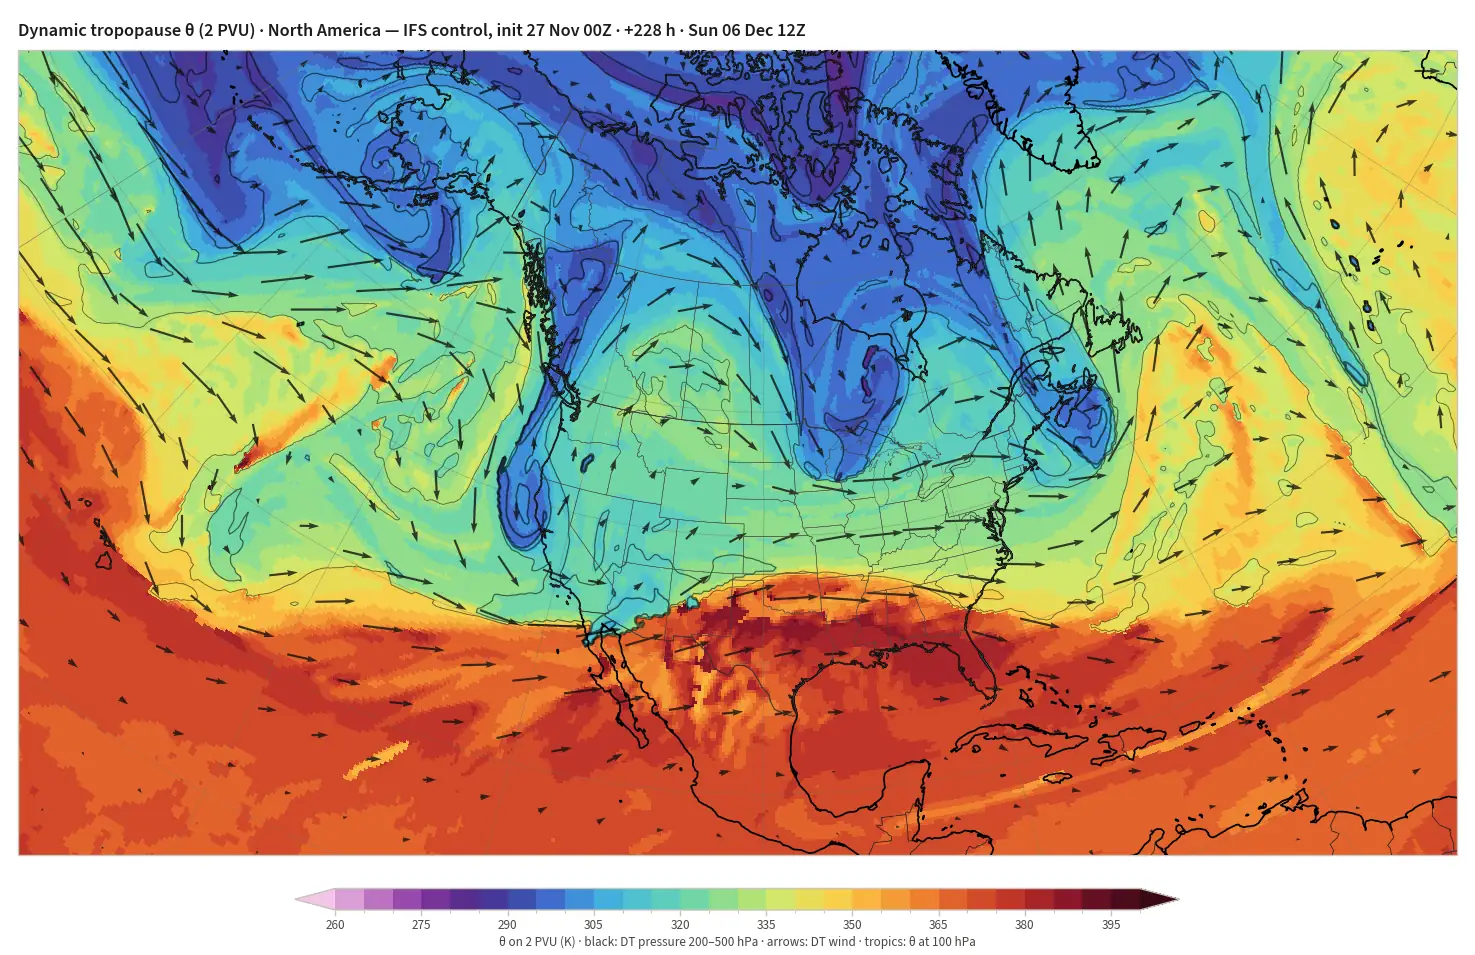 Dynamic tropopause θ (2 PVU) · North America — IFS control, init 27 Nov 00Z · +228 h · Sun 06 Dec 12Z
260 275 290 305 320 335 350 365 380 395
θ on 2 PVU (K) · black: DT pressure 200–500 hPa · arrows: DT wind · tropics: θ at 100 hPa